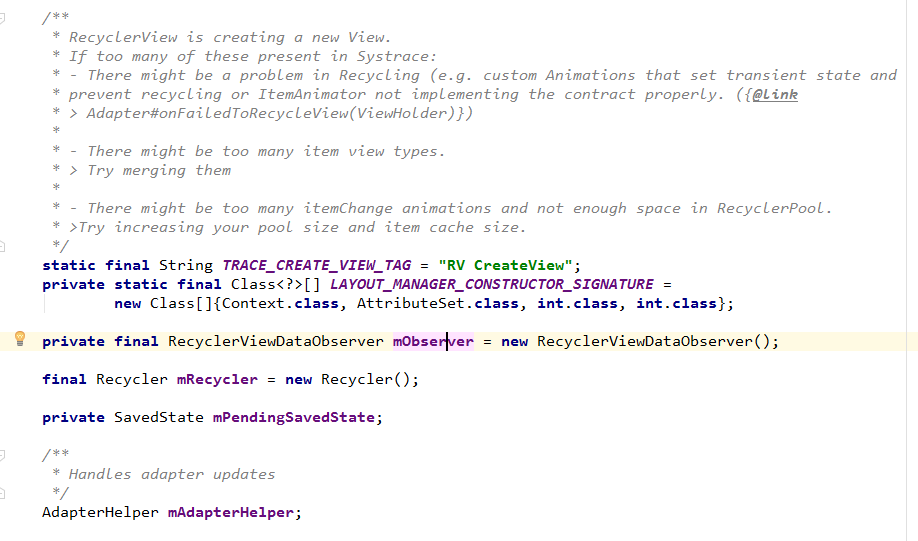 /**
* RecyclerView is creating a new View.
* If too many of these present in Systrace:
* - There might be a problem in Recycling (e.g. custom Animations that set transient state and
* prevent recycling or ItemAnimator not implementing the contract properly. ({@link
* > Adapter#onFailedToRecycleView(ViewHolder)})
*
* - There might be too many item view types.
* > Try merging them
*
* - There might be too many itemChange animations and not enough space in RecyclerPool.
* >Try increasing your pool size and item cache size.
*/
static final String TRACE_CREATE_VIEW_TAG = "RV CreateView";
private static final Class<?>[] LAYOUT_MANAGER_CONSTRUCTOR_SIGNATURE =
new Class[]{Context.class, AttributeSet.class, int.class, int.class};
private final RecyclerViewDataObserver mObserver = new RecyclerViewDataObserver();
final Recycler mRecycler = new Recycler();
private SavedState mPendingSavedState;
/**
* Handles adapter updates
*/
AdapterHelper mAdapterHelper;